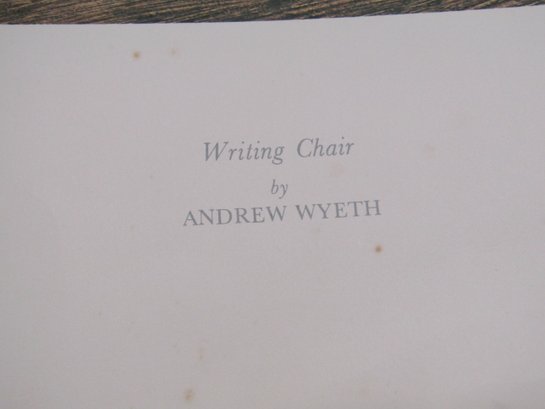 Writing Chair
by
ANDREW WYETH